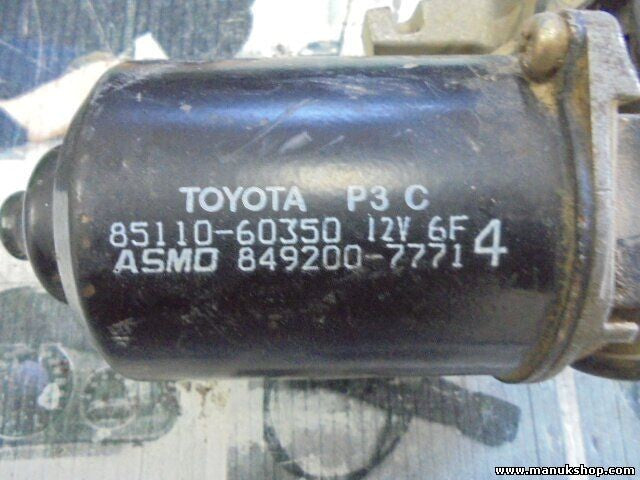 TOYOTA P3 C
85110-60350 12V 6F
ASMO 849200-7771 4
www.manukshop.com